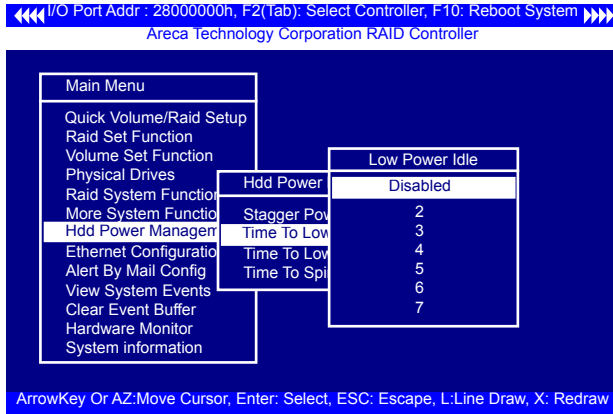 I/O Port Addr : 28000000h, F2(Tab): Select Controller, F10: Reboot System
Areca Technology Corporation RAID Controller
Main Menu
Quick Volume/Raid Setup
Raid Set Function
Volume Set Function
Physical Drives
Raid System Function
More System Functio
Hdd Power Managem
Ethernet Configuratio
Alert By Mail Config
View System Events
Clear Event Buffer
Hardware Monitor
System information
Hdd Power
Stagger Pow
Time To Low
Time To Low
Time To Spi
Low Power Idle
Disabled
2
3
4
5
6
7
ArrowKey Or AZ:Move Cursor, Enter: Select, ESC: Escape, L:Line Draw, X: Redraw